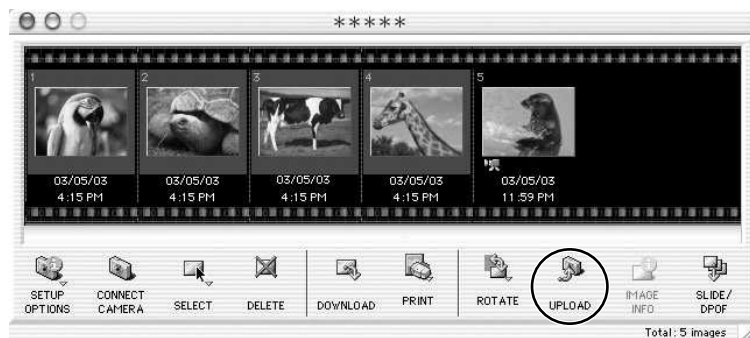 *****
1 2 3 4 5
03/05/03 03/05/03 03/05/03 03/05/03 03/05/03
4:15 PM 4:15 PM 4:15 PM 4:15 PM 11:59 PM
SETUP OPTIONS
CONNECT CAMERA
SELECT
DELETE
DOWNLOAD
PRINT
ROTATE
UPLOAD
IMAGE INFO
SLIDE/ DPOF
Total: 5 images